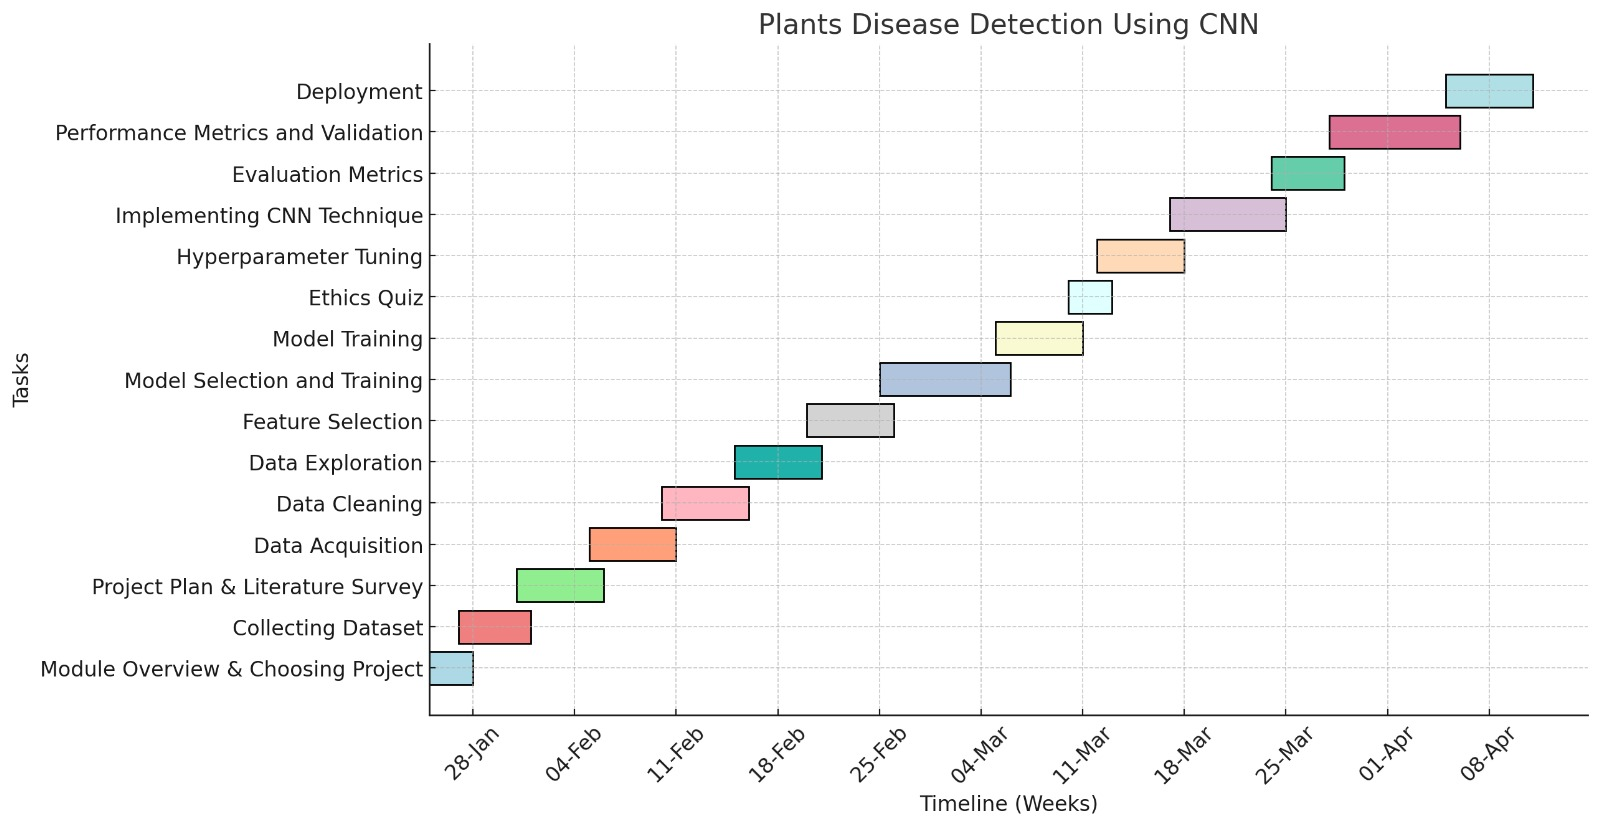 Plants Disease Detection Using CNN
Tasks
Deployment
Performance Metrics and Validation
Evaluation Metrics
Implementing CNN Technique
Hyperparameter Tuning
Ethics Quiz
Model Training
Model Selection and Training
Feature Selection
Data Exploration
Data Cleaning
Data Acquisition
Project Plan & Literature Survey
Collecting Dataset
Module Overview & Choosing Project
28-Jan
04-Feb
11-Feb
18-Feb
25-Feb
04-Mar
11-Mar
18-Mar
25-Mar
01-Apr
08-Apr
Timeline (Weeks)